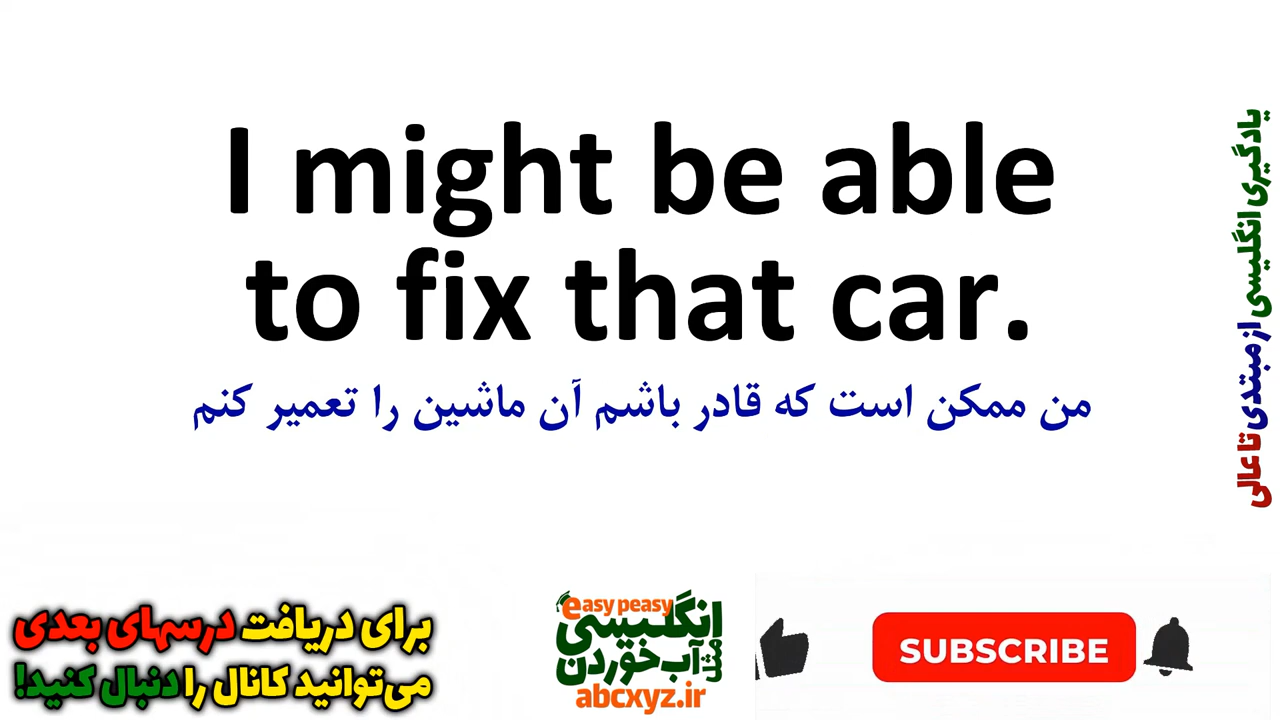 I might be able
to fix that car.
من ممکن است که قادر باشم آن ماشین را تعمیر کنم
یادگیری انگلیسی از مبتدی تا عالی
برای دریافت درسهای بعدی
می‌توانید کانال را دنبال کنید!
easy peasy
انگلیسی
مثل آب خوردن
abcxyz.ir
SUBSCRIBE